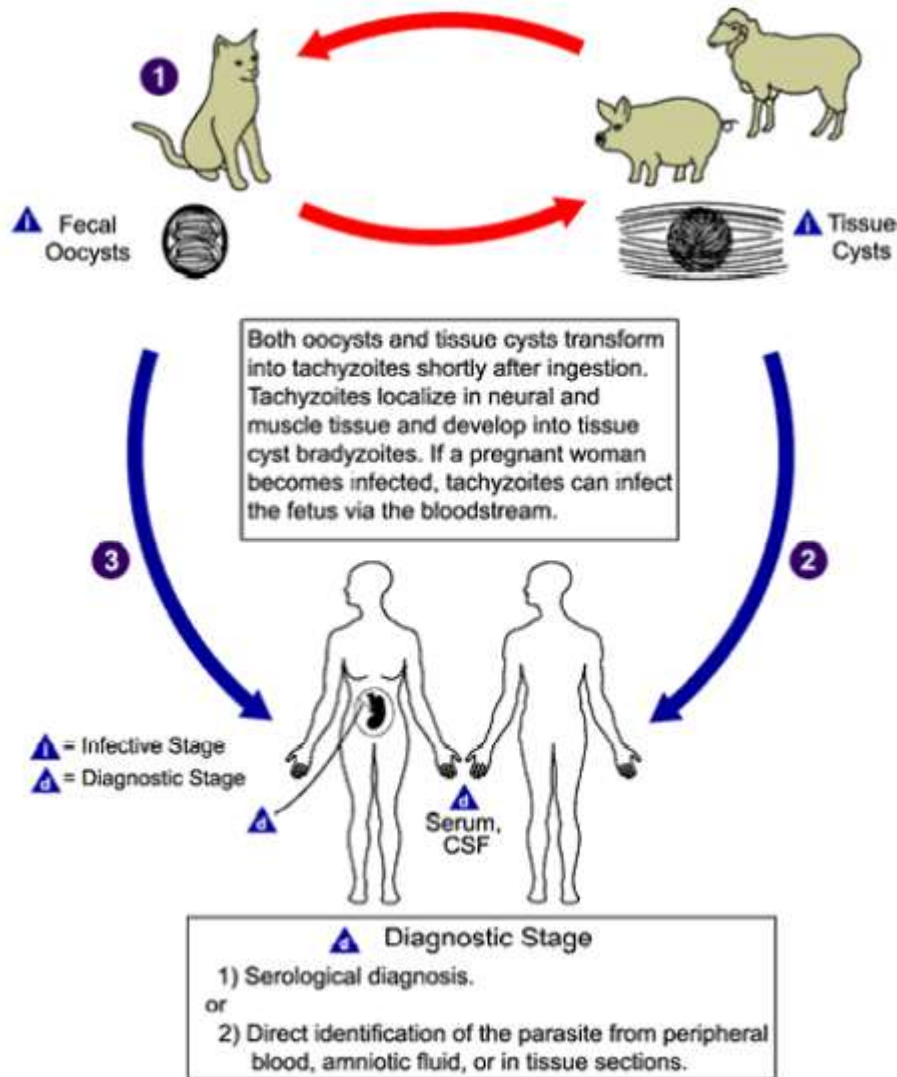 1
i Fecal
Oocysts
i Tissue
Cysts
Both oocysts and tissue cysts transform
into tachyzoites shortly after ingestion.
Tachyzoites localize in neural and
muscle tissue and develop into tissue
cyst bradyzoites. If a pregnant woman
becomes infected, tachyzoites can infect
the fetus via the bloodstream.
3
2
i = Infective Stage
d = Diagnostic Stage
d
d
Serum,
CSF
d Diagnostic Stage
1) Serological diagnosis.
or
2) Direct identification of the parasite from peripheral
blood, amniotic fluid, or in tissue sections.